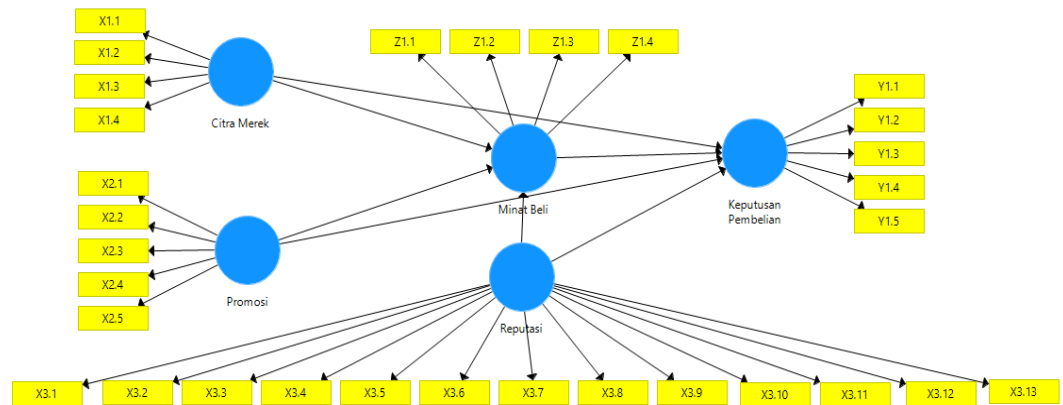 X1.1
X1.2
X1.3
X1.4
Citra Merek
Z1.1
Z1.2
Z1.3
Z1.4
Minat Beli
Y1.1
Y1.2
Y1.3
Y1.4
Y1.5
Keputusan
Pembelian
X2.1
X2.2
X2.3
X2.4
X2.5
Promosi
Reputasi
X3.1
X3.2
X3.3
X3.4
X3.5
X3.6
X3.7
X3.8
X3.9
X3.10
X3.11
X3.12
X3.13